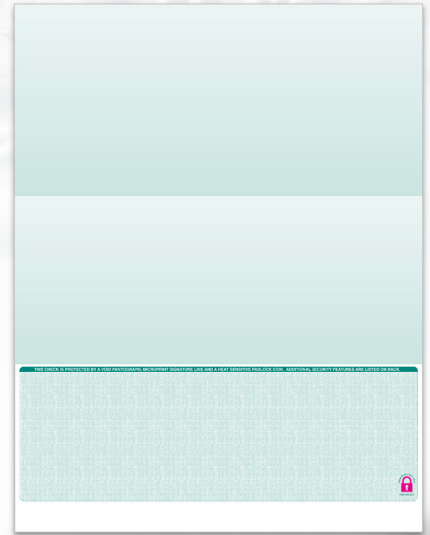 THIS CHECK IS PROTECTED BY A VOID PANTOGRAPH, MICROPRINT SIGNATURE LINE AND A HEAT SENSITIVE PADLOCK ICON. ADDITIONAL SECURITY FEATURES ARE LISTED ON BACK.